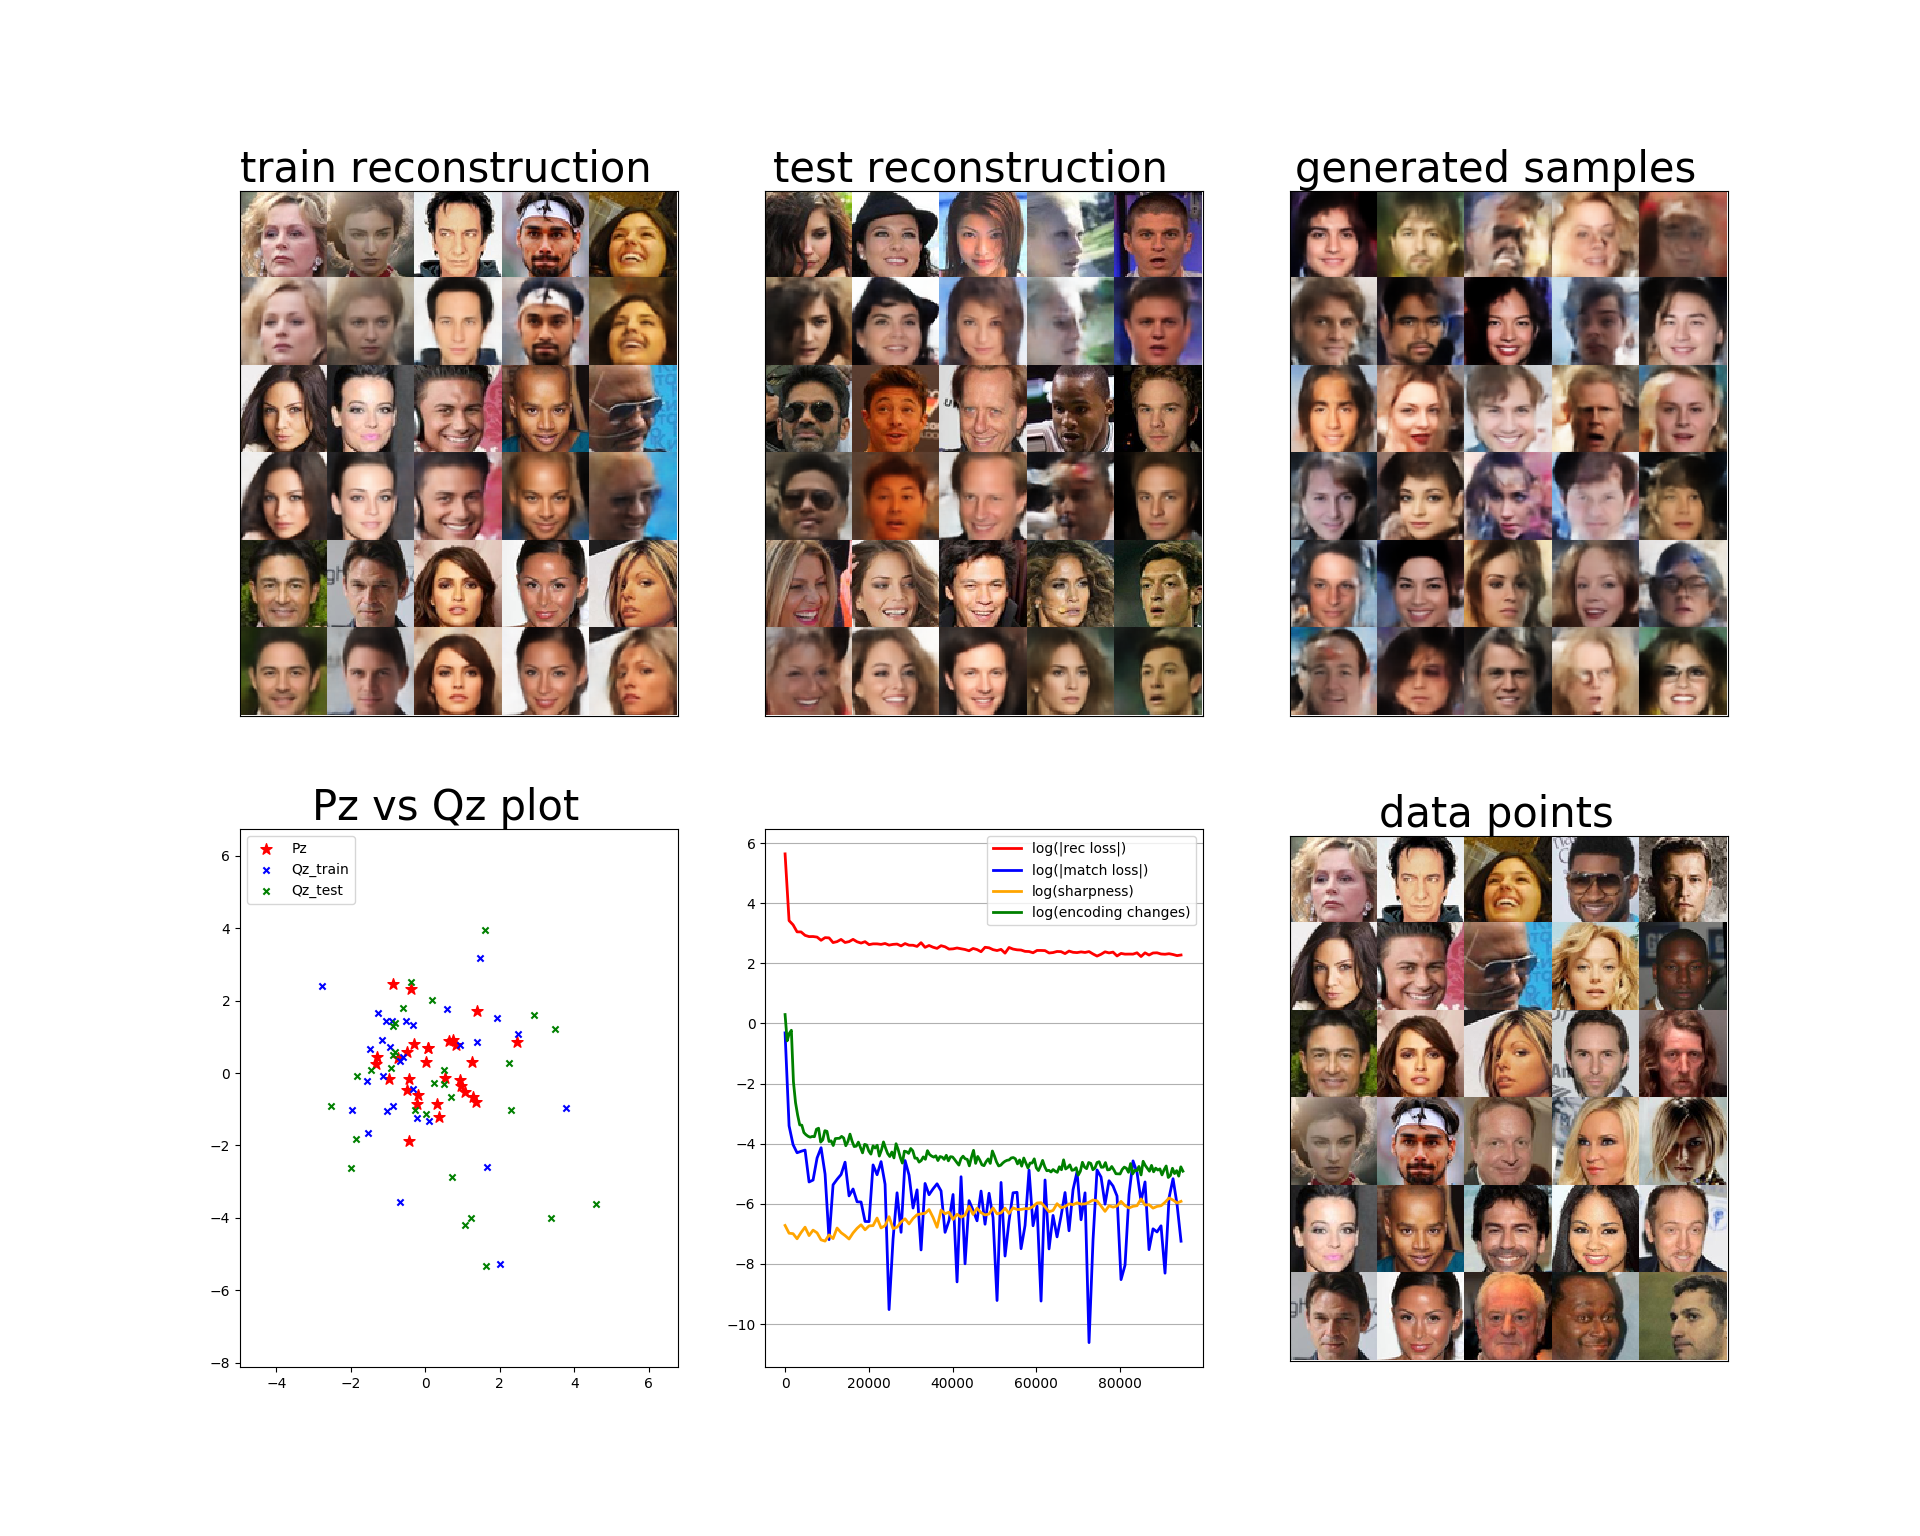 train reconstruction
test reconstruction
generated samples
Pz vs Qz plot
Pz
Qz_train
Qz_test
6
4
2
0
−2
−4
−6
−8
−4
−2
0
2
4
6
log(|rec loss|)
log(|match loss|)
log(sharpness)
log(encoding changes)
6
4
2
0
−2
−4
−6
−8
−10
0
20000
40000
60000
80000
data points